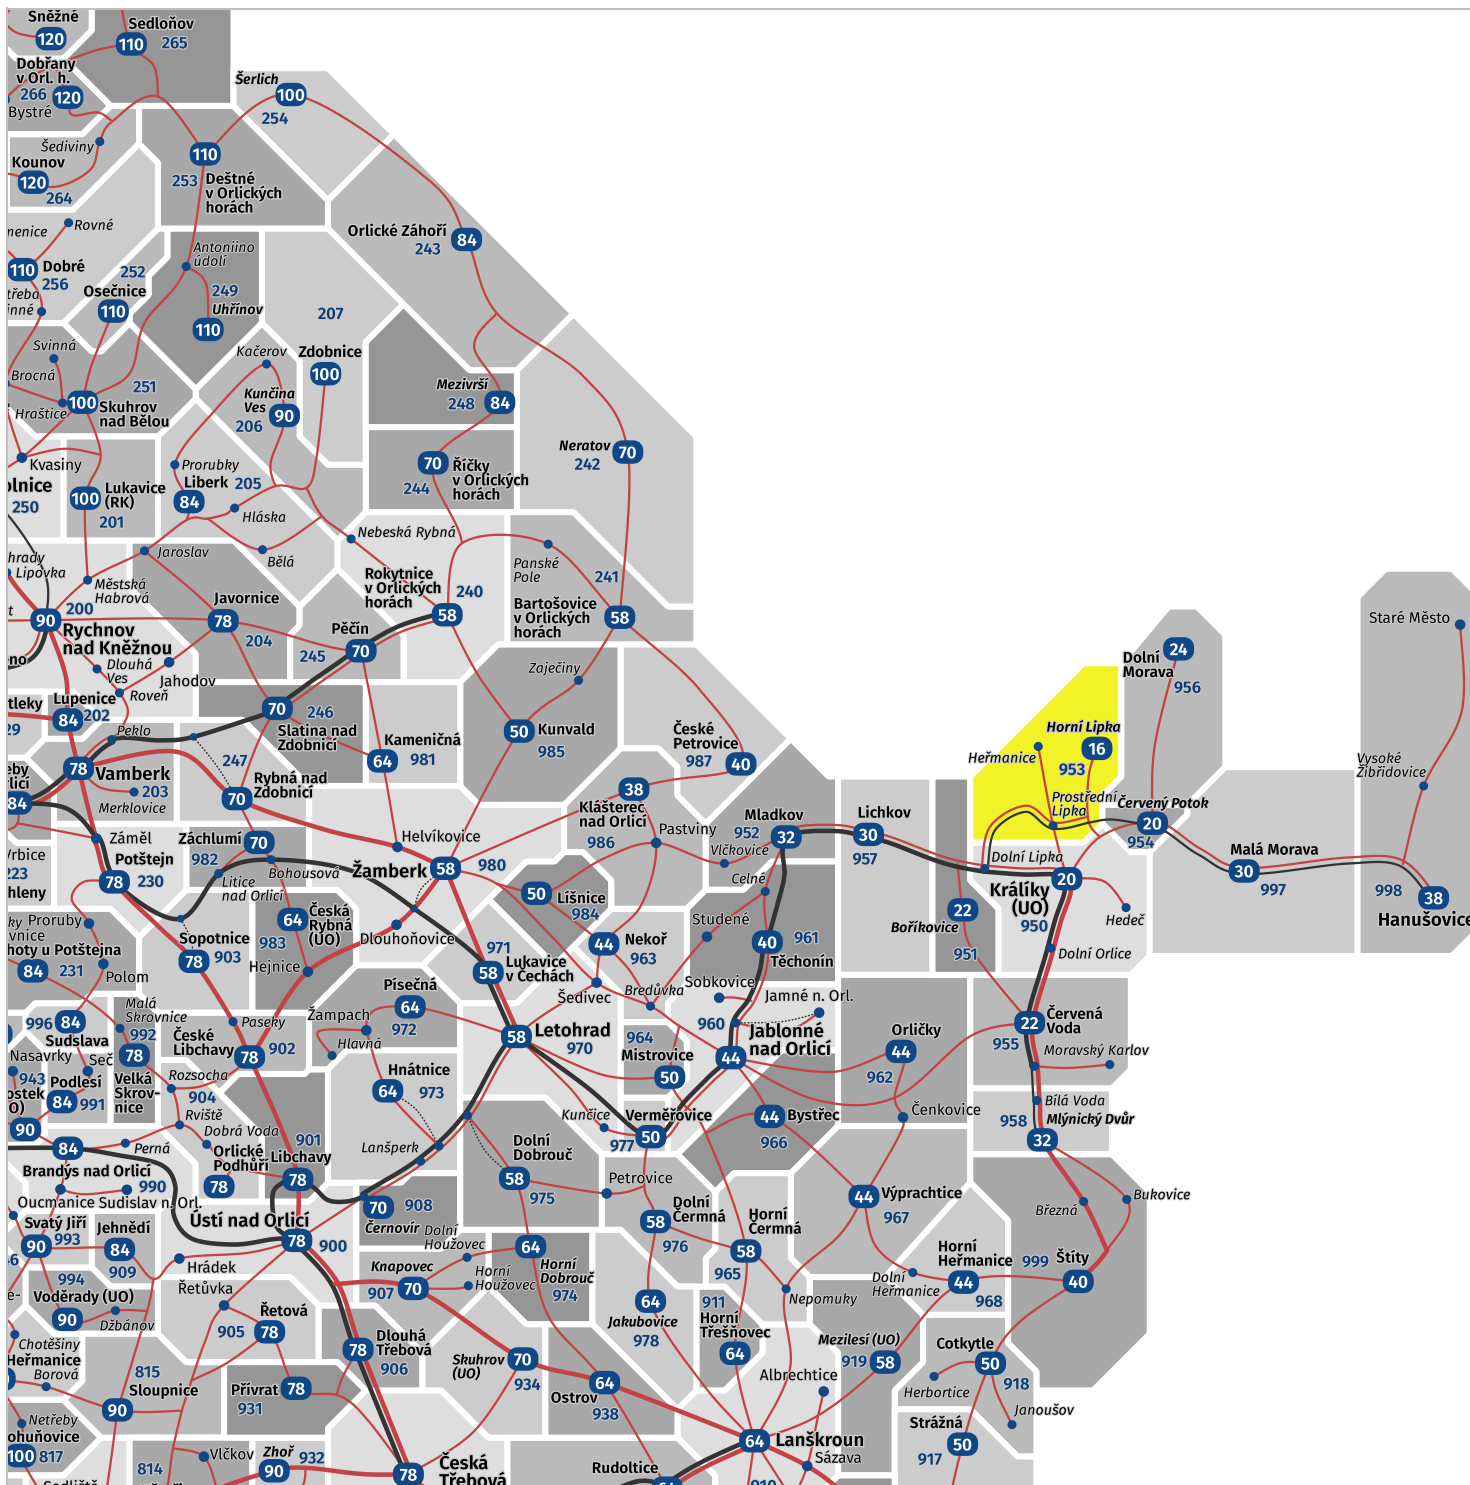 Sněžné
120
Sedloňov
110
265
Dobřany
v Orl. h.
266
120
Bystré
Šerlich
100
254
Šediviny
Kounov
120
264
110
253
Deštné
v Orlických
horách
Rovné
110
Dobré
256
252
Osečnice
110
Antoniino
údolí
249
Uhřínov
110
207
Orlické Záhoří
243
84
Svinná
Brocná
Hraštice
100
251
Skuhrov
nad Bělou
Kačerov
Kunčina
Ves
206
90
Zdobnice
100
Mezivrší
248
84
Neratov
242
70
Kvasiny
250
100
Lukavice
(RK)
201
Prorubky
Liberk
205
84
Hláska
Bělá
70
Říčky
v Orlických
horách
244
Nebeská Rybná
Lipovka
Jaroslav
Městská
Habrová
200
90
Rychnov
nad Kněžnou
Javornice
78
204
Rokytnice
v Orlických
horách
240
58
Panské
Pole
241
Bartošovice
v Orlických
horách
58
Péčín
245
70
Dlouhá
Ves
Jahodov
Roveň
Lupenice
84
202
Peklo
70
246
Slatina nad
Zdobnicí
Kameničná
64
981
Zaječiny
50
Kunvald
985
České
Petrovice
987
40
78
Vamberk
203
Merklovice
84
247
Rybná nad
Zdobnicí
70
Záměl
Potštejn
78
230
Záchlumí
70
982
Litice
nad Orlicí
Bohousová
Helvíkovice
Žamberk
58
980
38
Klášterec
nad Orlicí
986
Pastviny
Mladkov
952
32
Vlčkovice
Lichkov
30
957
Heřmanice
Horní Lipka
16
953
Prostřední
Lipka
Dolní
Morava
24
956
Červený Potok
20
954
Malá Morava
30
997
Staré Město
Vysoké
Žibřidovice
998
38
Hanušovice
Dolní Lipka
Králíky
(UO)
20
950
Hedeč
Dolní Orlice
Boříkovice
22
951
Celné
50
Líšnice
984
44
Nekoř
963
Studené
40
961
Těchonín
Proruby
84
231
Polom
Sopotnice
78
903
64
Česká
Rybná
(UO)
983
Hejnice
Dlouhoňovice
971
58
Lukavice
v Čechách
Šedivec
Bredůvka
Sobkovice
Jamné n. Orl.
960
Jablonné
nad Orlicí
44
Orličky
44
962
22
Červená
Voda
955
Moravský Karlov
996
84
Sudslava
Malá
Skrovnice
992
78
Velká
Skrov-
nice
Paseky
České
Libchavy
78
902
Žampach
Hlavná
Písečná
64
972
58
Letohrad
970
964
Mistrovice
50
Nasavrky
943
Seč
Podlesí
84
991
Rozsocha
904
Rviště
Hnátnice
64
973
Kunčice
Verměřovice
977
50
44
Bystřec
966
Čenkovice
Bílá Voda
958
Mlýnický Dvůr
32
90
84
Perná
Dobrá Voda
901
Brandýs nad Orlicí
990
Orlické
Podhůří
78
Libchavy
78
Lanšperk
Dolní
Dobrouč
58
975
Petrovice
44
Výprachtice
967
Bukovice
Březná
Oucmanice
Sudislav n. Orl.
70
908
Černovír
Dolní
Houžovec
58
Dolní
Čermná
976
Horní
Čermná
58
965
Svatý Jiří
90
993
Jehnědí
84
909
Ústí nad Orlicí
78
900
Hrádek
Knapovec
70
907
Horní
Houžovec
64
Horní
Dobrouč
974
Horní
Heřmanice
44
968
Dolní
Heřmanice
999
Štíty
40
Nepomuky
994
Voděrady (UO)
90
Džbánov
Řetůvka
905
Řetová
78
64
Jakubovice
978
911
Horní
Třešňovec
64
Mezilesí (UO)
919
58
Cotkytle
50
918
Herbortice
Janoušov
Chotěšiny
Heřmanice
Borová
815
Sloupnice
90
Přívrat
78
931
78
Dlouhá
Třebová
906
Skuhrov
(UO)
70
934
Ostrov
64
938
Albrechtice
Strážná
50
917
Netřeby
100
817
814
Vlčkov
Zhoř
90
932
78
Česká
Třebová
Rudoltice
64
Lanškroun
Sázava